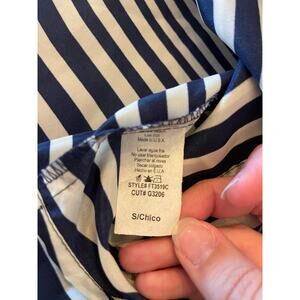 Made in U.S.A.
Lavar agua fria
No usar blanqueador
Planchar al reves
Secar colgado
Hecho en E.U.A.
STYLE# FT3519C
CUT# G3206
S/Chico